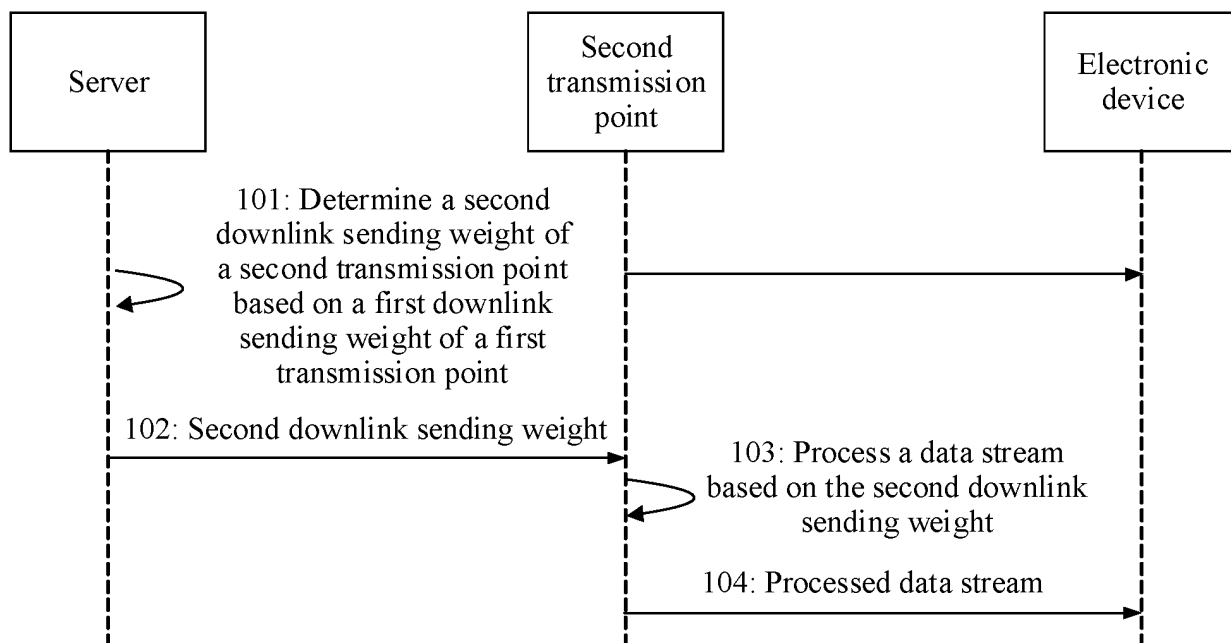 Server
Second
transmission
point
Electronic
device
101: Determine a second
downlink sending weight of
a second transmission point
based on a first downlink
sending weight of a first
transmission point
102: Second downlink sending weight
103: Process a data stream
based on the second downlink
sending weight
104: Processed data stream